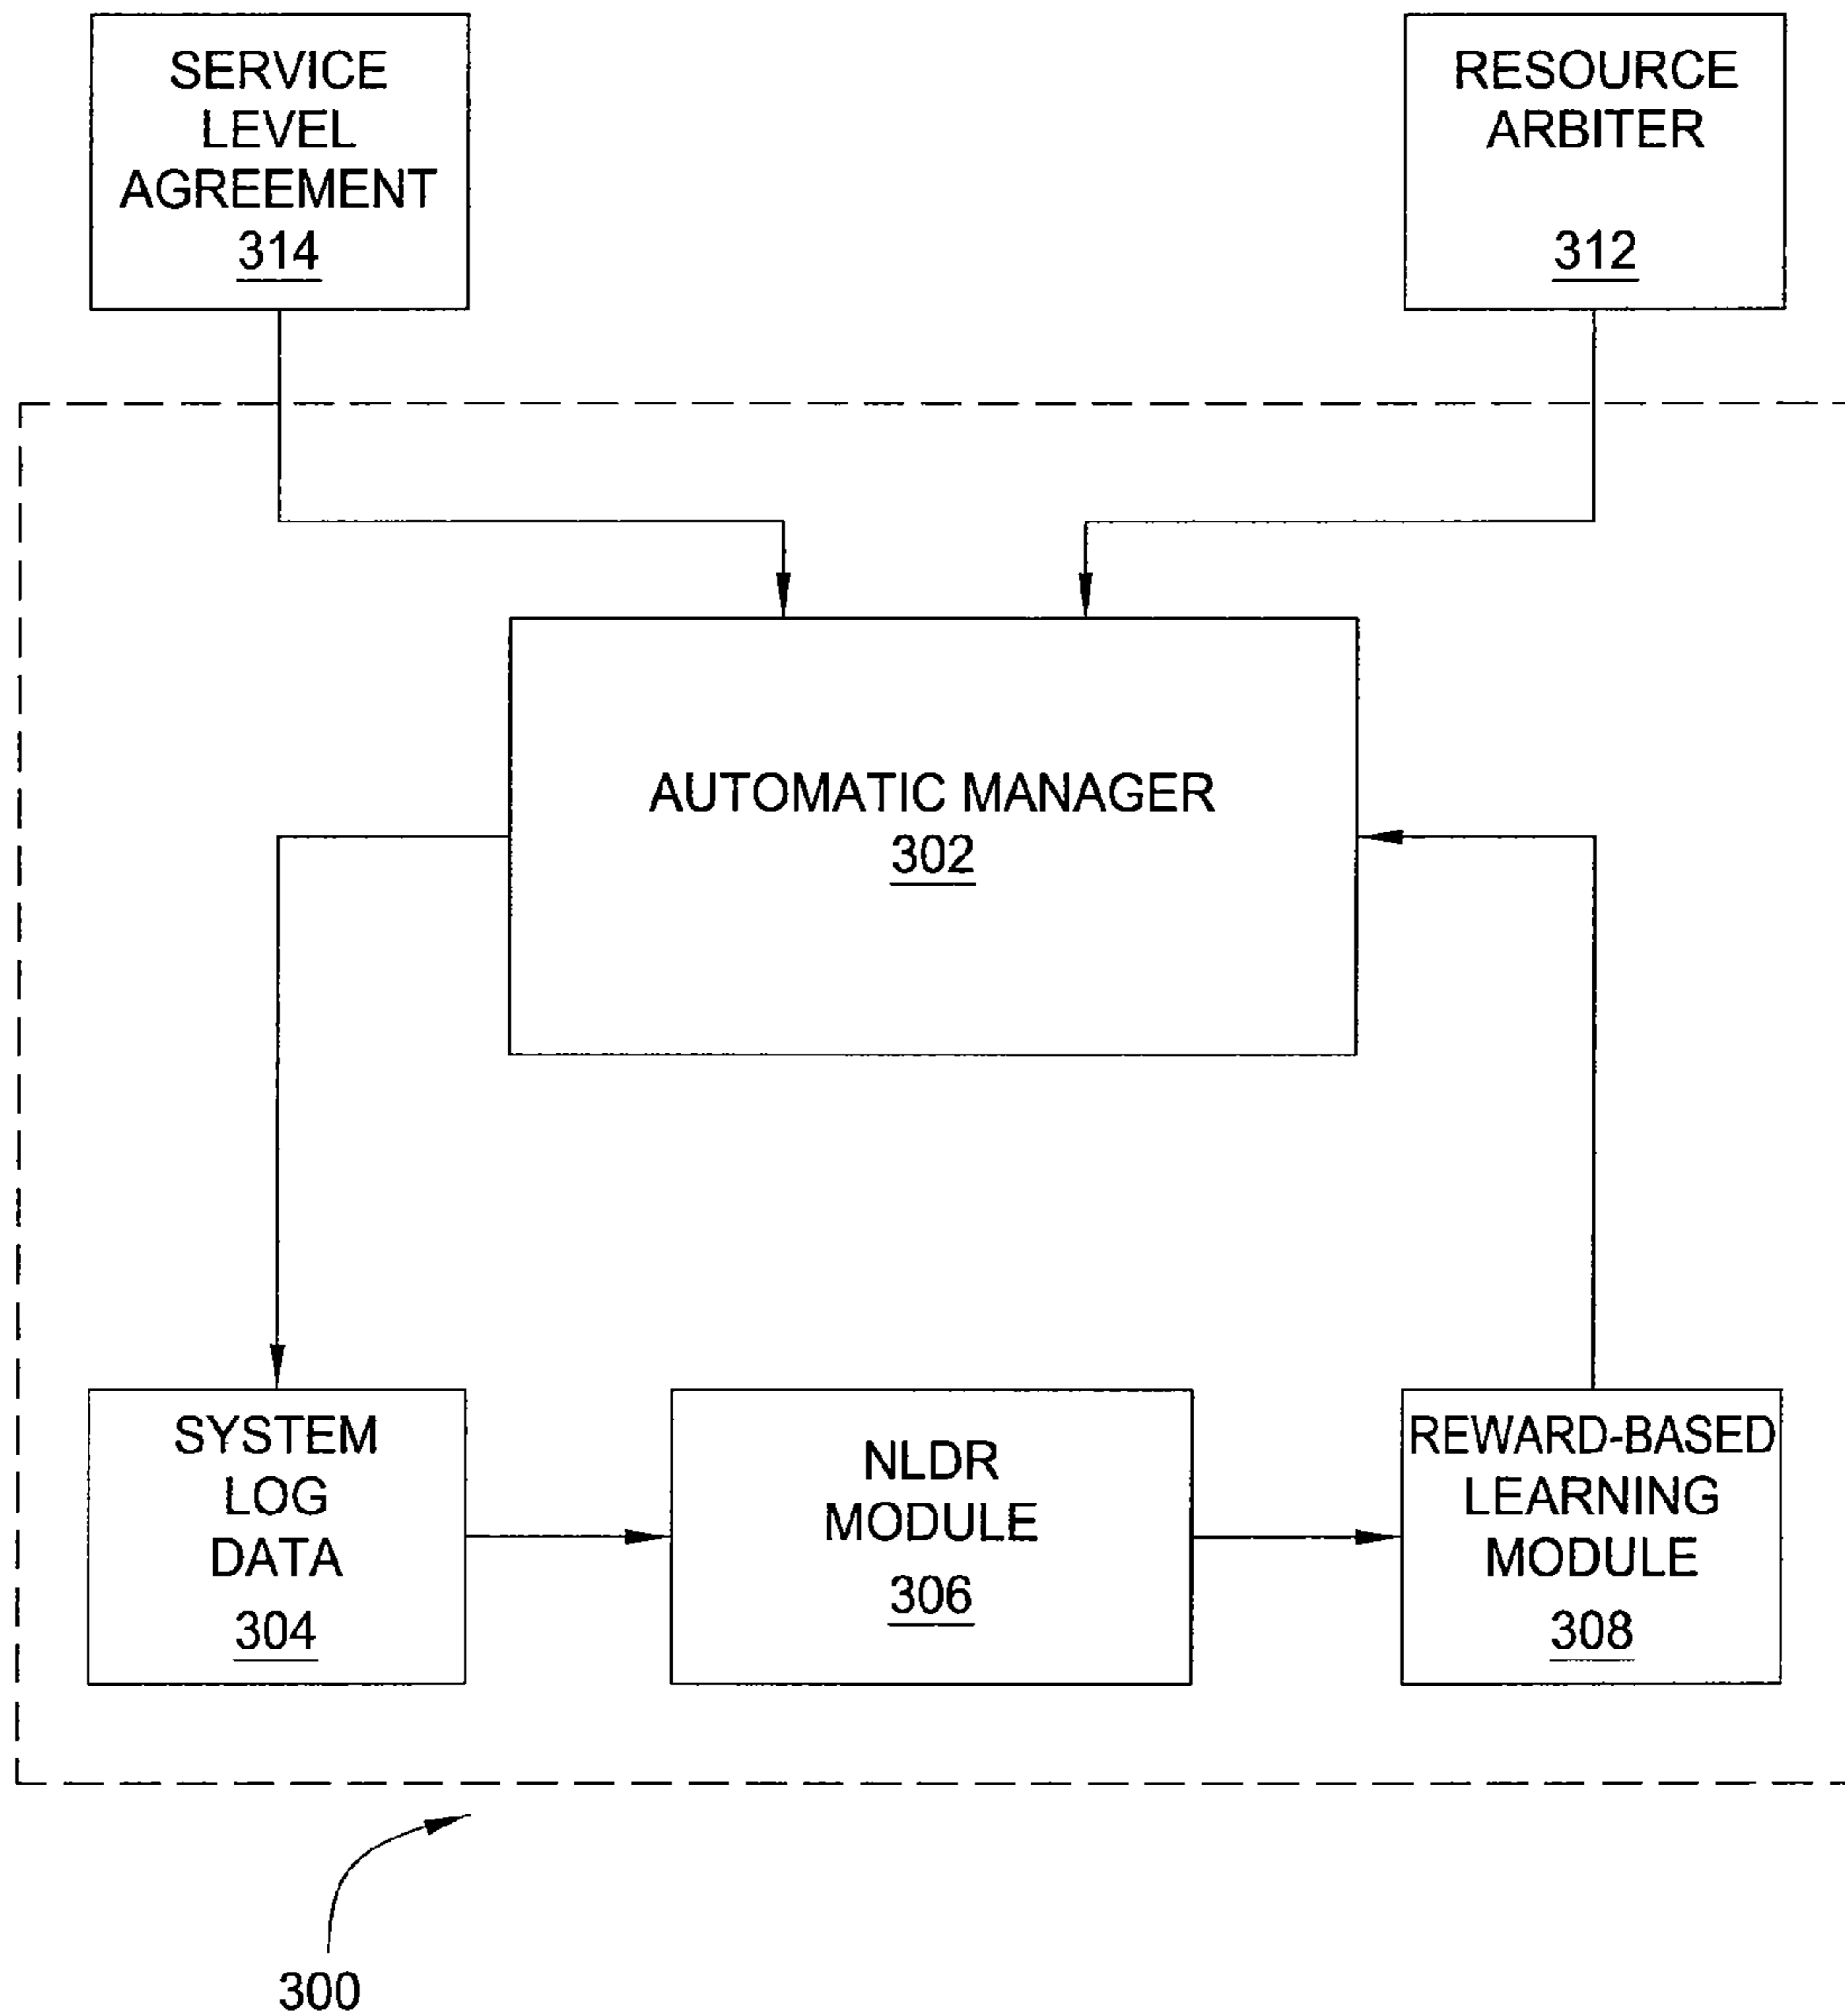 SERVICE
LEVEL
AGREEMENT
314
RESOURCE
ARBITER
312
AUTOMATIC MANAGER
302
SYSTEM
LOG
DATA
304
NLDR
MODULE
306
REWARD-BASED
LEARNING
MODULE
308
300